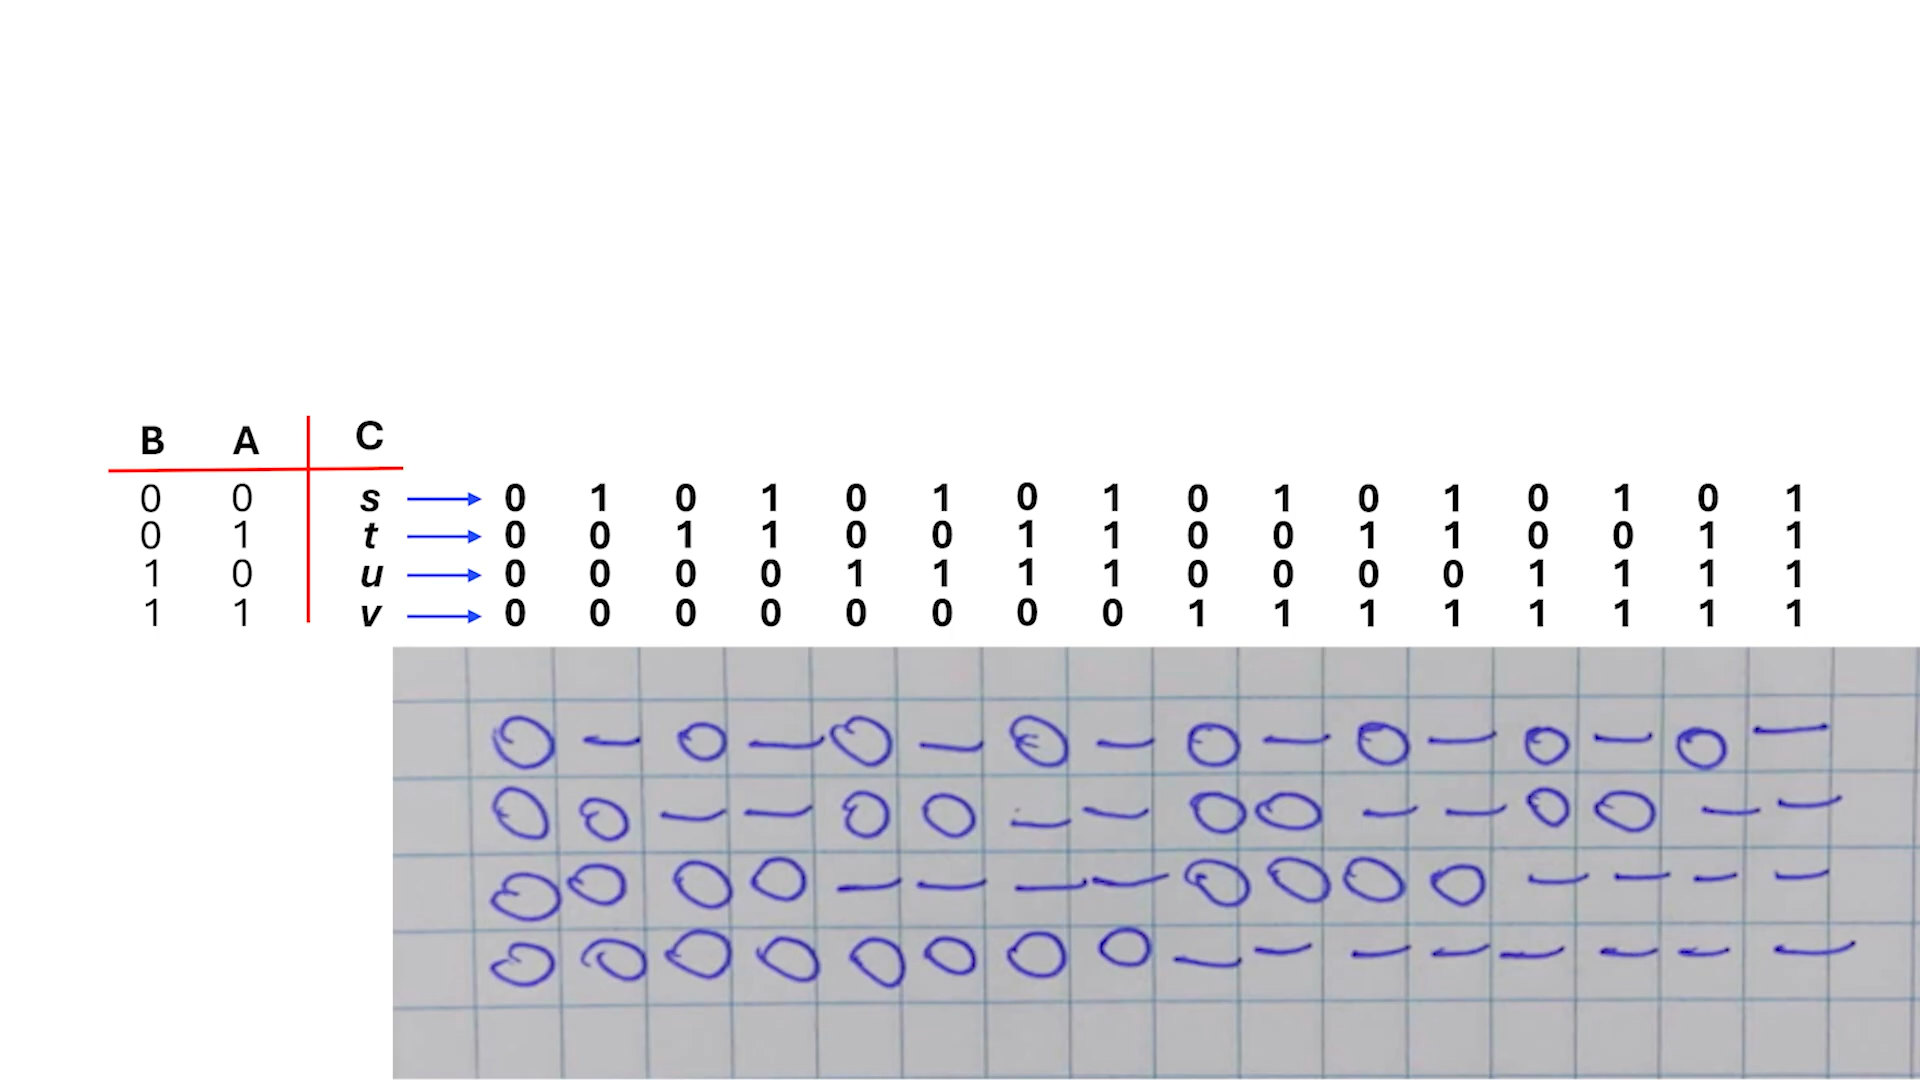 B A C
0 0 s 0 1 0 1 0 1 0 1 0 1 0 1 0 1 0 1
0 1 t 0 0 1 1 0 0 1 1 0 0 1 1 0 0 1 1
1 0 u 0 0 0 0 1 1 1 1 0 0 0 0 1 1 1 1
1 1 v 0 0 0 0 0 0 0 0 1 1 1 1 1 1 1 1
O - O - O - O - O - O - O - O -
O O - - O O - - O O - - O O - -
O O O O - - - - O O O O - - - -
O O O O O O O O - - - - - - - -